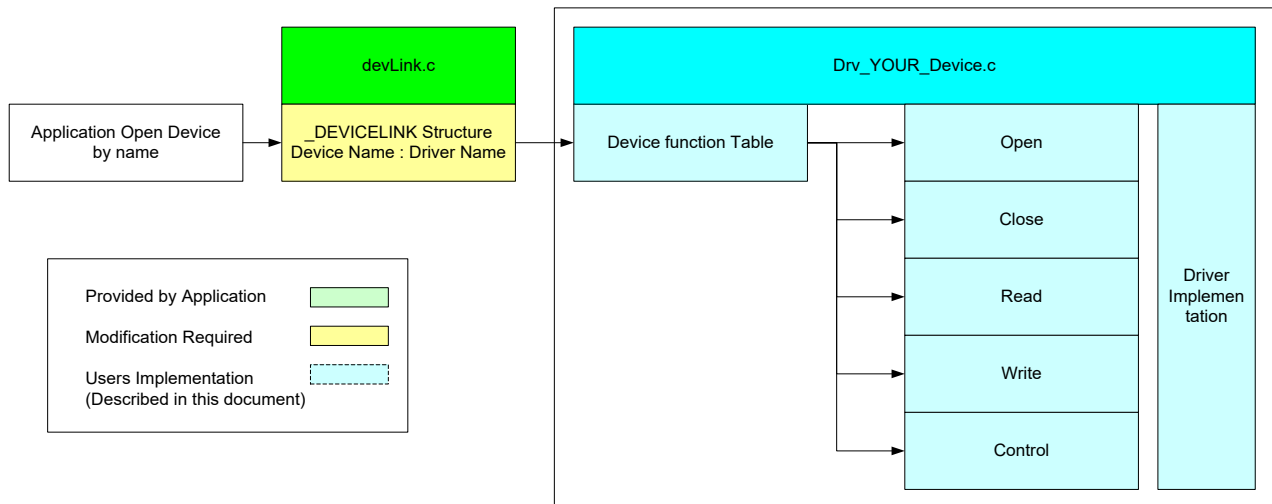 devLink.c
Drv_YOUR_Device.c
Application Open Device
by name
_DEVICELINK Structure
Device Name : Driver Name
Device function Table
Open
Close
Read
Write
Control
Driver
Implemen
tation
Provided by Application
Modification Required
Users Implementation
(Described in this document)